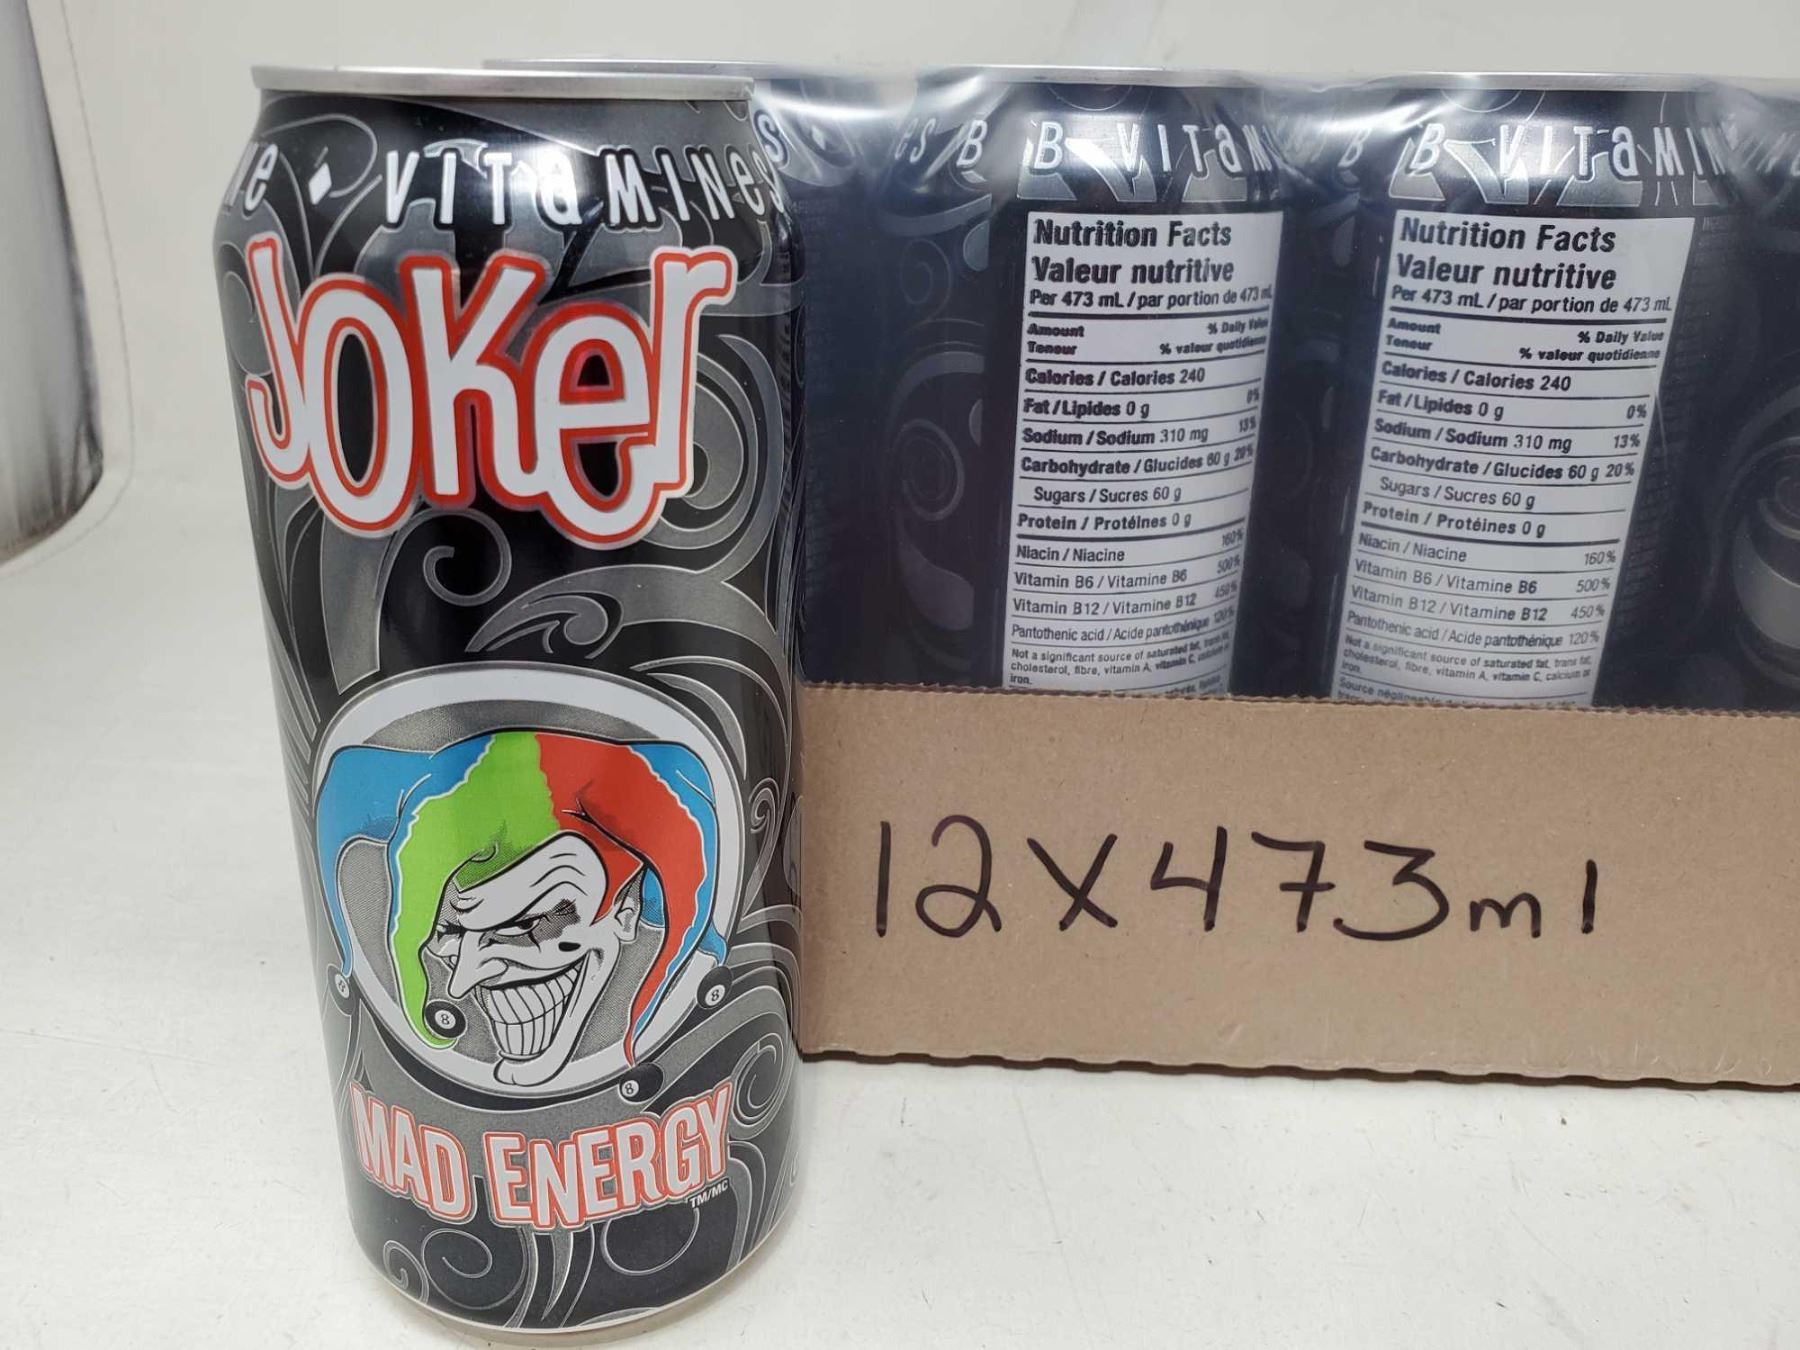 VITAMINES
JOKER
8
8
8
MAD ENERGY
TM/MC
B VITAM
Nutrition Facts
Valeur nutritive
Per 473 mL / par portion de 473 mL
Amount % Daily Value
Teneur % valeur quotidienne
Calories / Calories 240
Fat / Lipides 0 g 0%
Sodium / Sodium 310 mg 13%
Carbohydrate / Glucides 60 g 20%
Sugars / Sucres 60 g
Protein / Protéines 0 g
Niacin / Niacine 160%
Vitamin B6 / Vitamine B6 500%
Vitamin B12 / Vitamine B12 450%
Pantothenic acid / Acide pantothénique 120%
Not a significant source of saturated fat, trans fat,
cholesterol, fibre, vitamin A, vitamin C, calcium or
iron.
B VITAMIN
Nutrition Facts
Valeur nutritive
Per 473 mL / par portion de 473 mL
Amount % Daily Value
Teneur % valeur quotidienne
Calories / Calories 240
Fat / Lipides 0 g 0%
Sodium / Sodium 310 mg 13%
Carbohydrate / Glucides 60 g 20%
Sugars / Sucres 60 g
Protein / Protéines 0 g
Niacin / Niacine 160%
Vitamin B6 / Vitamine B6 500%
Vitamin B12 / Vitamine B12 450%
Pantothenic acid / Acide pantothénique 120%
Not a significant source of saturated fat, trans fat,
cholesterol, fibre, vitamin A, vitamin C, calcium or
iron.
Source
12 X 473ml